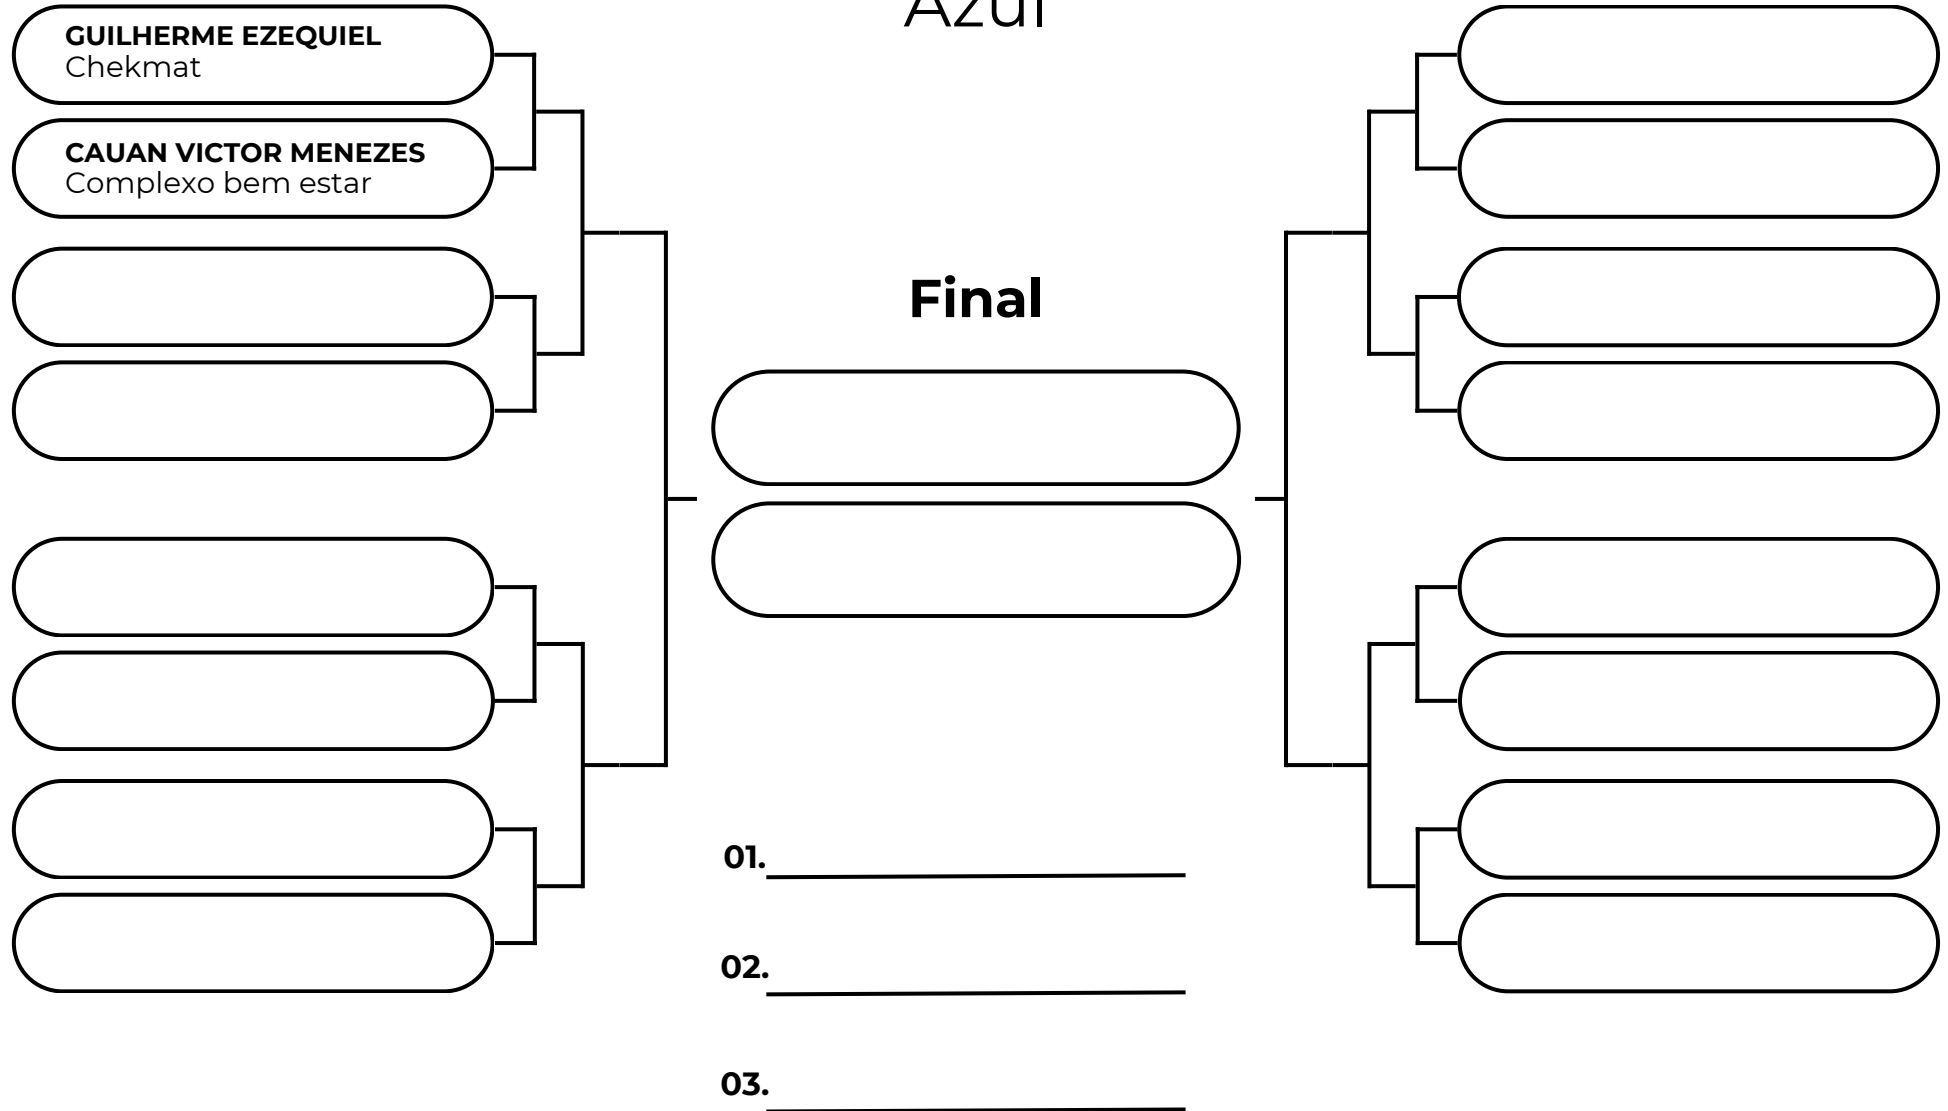 Azul
GUILHERME EZEQUIEL
Chekmat
CAUAN VICTOR MENEZES
Complexo bem estar
Final
01.
02.
03.